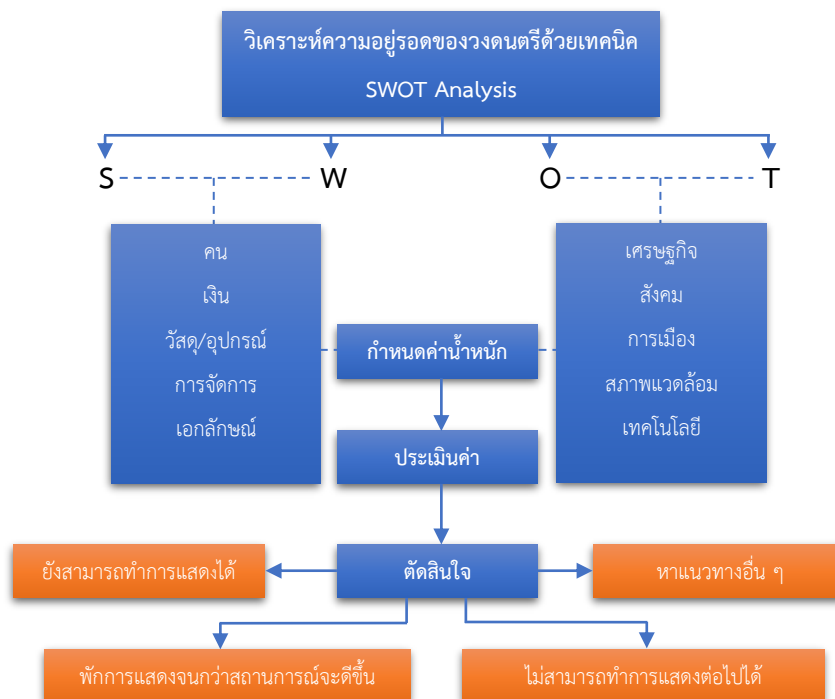 วิเคราะห์ความอยู่รอดของวงดนตรีด้วยเทคนิค
SWOT Analysis
S
W
O
T
คน
เงิน
วัสดุ/อุปกรณ์
การจัดการ
เอกลักษณ์
เศรษฐกิจ
สังคม
การเมือง
สภาพแวดล้อม
เทคโนโลยี
กำหนดค่าน้ำหนัก
ประเมินค่า
ยังสามารถทำการแสดงได้
ตัดสินใจ
หาแนวทางอื่น ๆ
พักการแสดงจนกว่าสถานการณ์จะดีขึ้น
ไม่สามารถทำการแสดงต่อไปได้